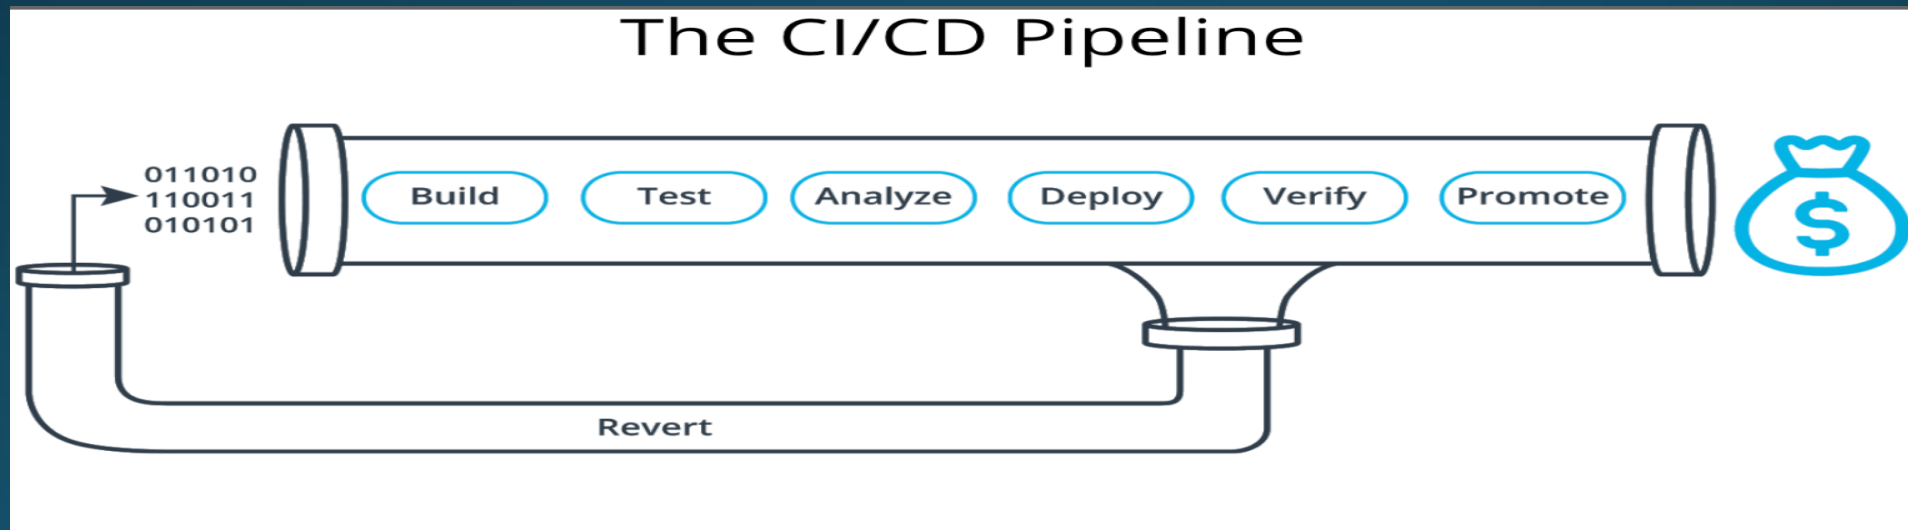 The CI/CD Pipeline
011010
110011
010101
Build Test Analyze Deploy Verify Promote
$
Revert